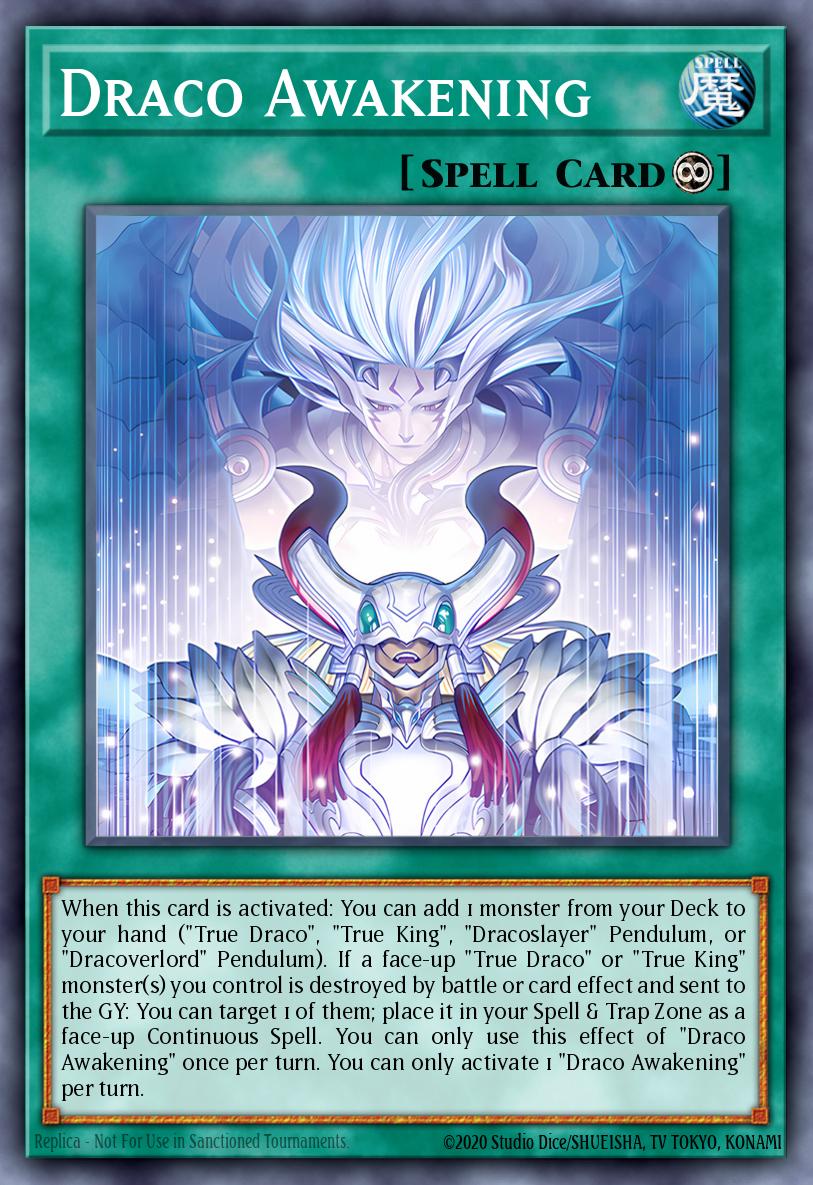 Draco Awakening
SPELL
魔
[Spell Card]
When this card is activated: You can add 1 monster from your Deck to
your hand ("True Draco", "True King", "Dracoslayer" Pendulum, or
"Dracoverlord" Pendulum). If a face-up "True Draco" or "True King"
monster(s) you control is destroyed by battle or card effect and sent to
the GY: You can target 1 of them; place it in your Spell & Trap Zone as a
face-up Continuous Spell. You can only use this effect of "Draco
Awakening" once per turn. You can only activate 1 "Draco Awakening"
per turn.
Replica - Not For Use in Sanctioned Tournaments.
©2020 Studio Dice/SHUEISHA, TV TOKYO, KONAMI